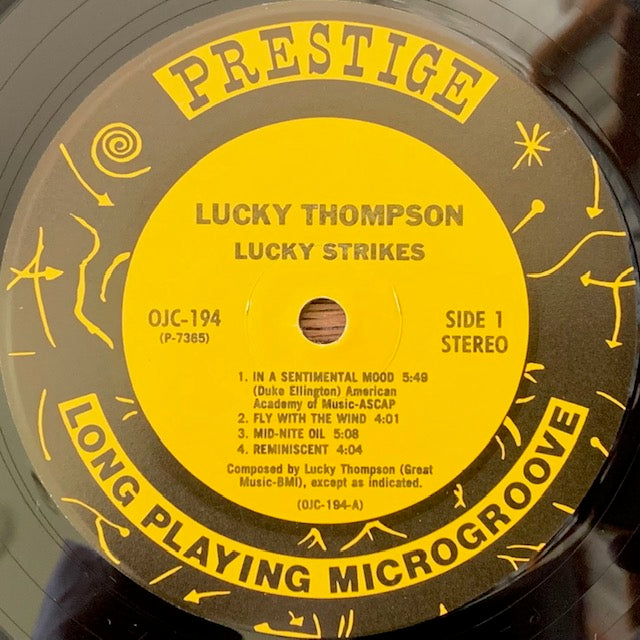 PRESTIGE
LUCKY THOMPSON
LUCKY STRIKES
OJC-194
(P-7365)
SIDE 1
STEREO
1. IN A SENTIMENTAL MOOD 5:49
(Duke Ellington) American
Academy of Music-ASCAP
2. FLY WITH THE WIND 4:01
3. MID-NITE OIL 5:08
4. REMINISCENT 4:04
Composed by Lucky Thompson (Great
Music-BMI), except as indicated.
(OJC-194-A)
LONG PLAYING MICROGROOVE